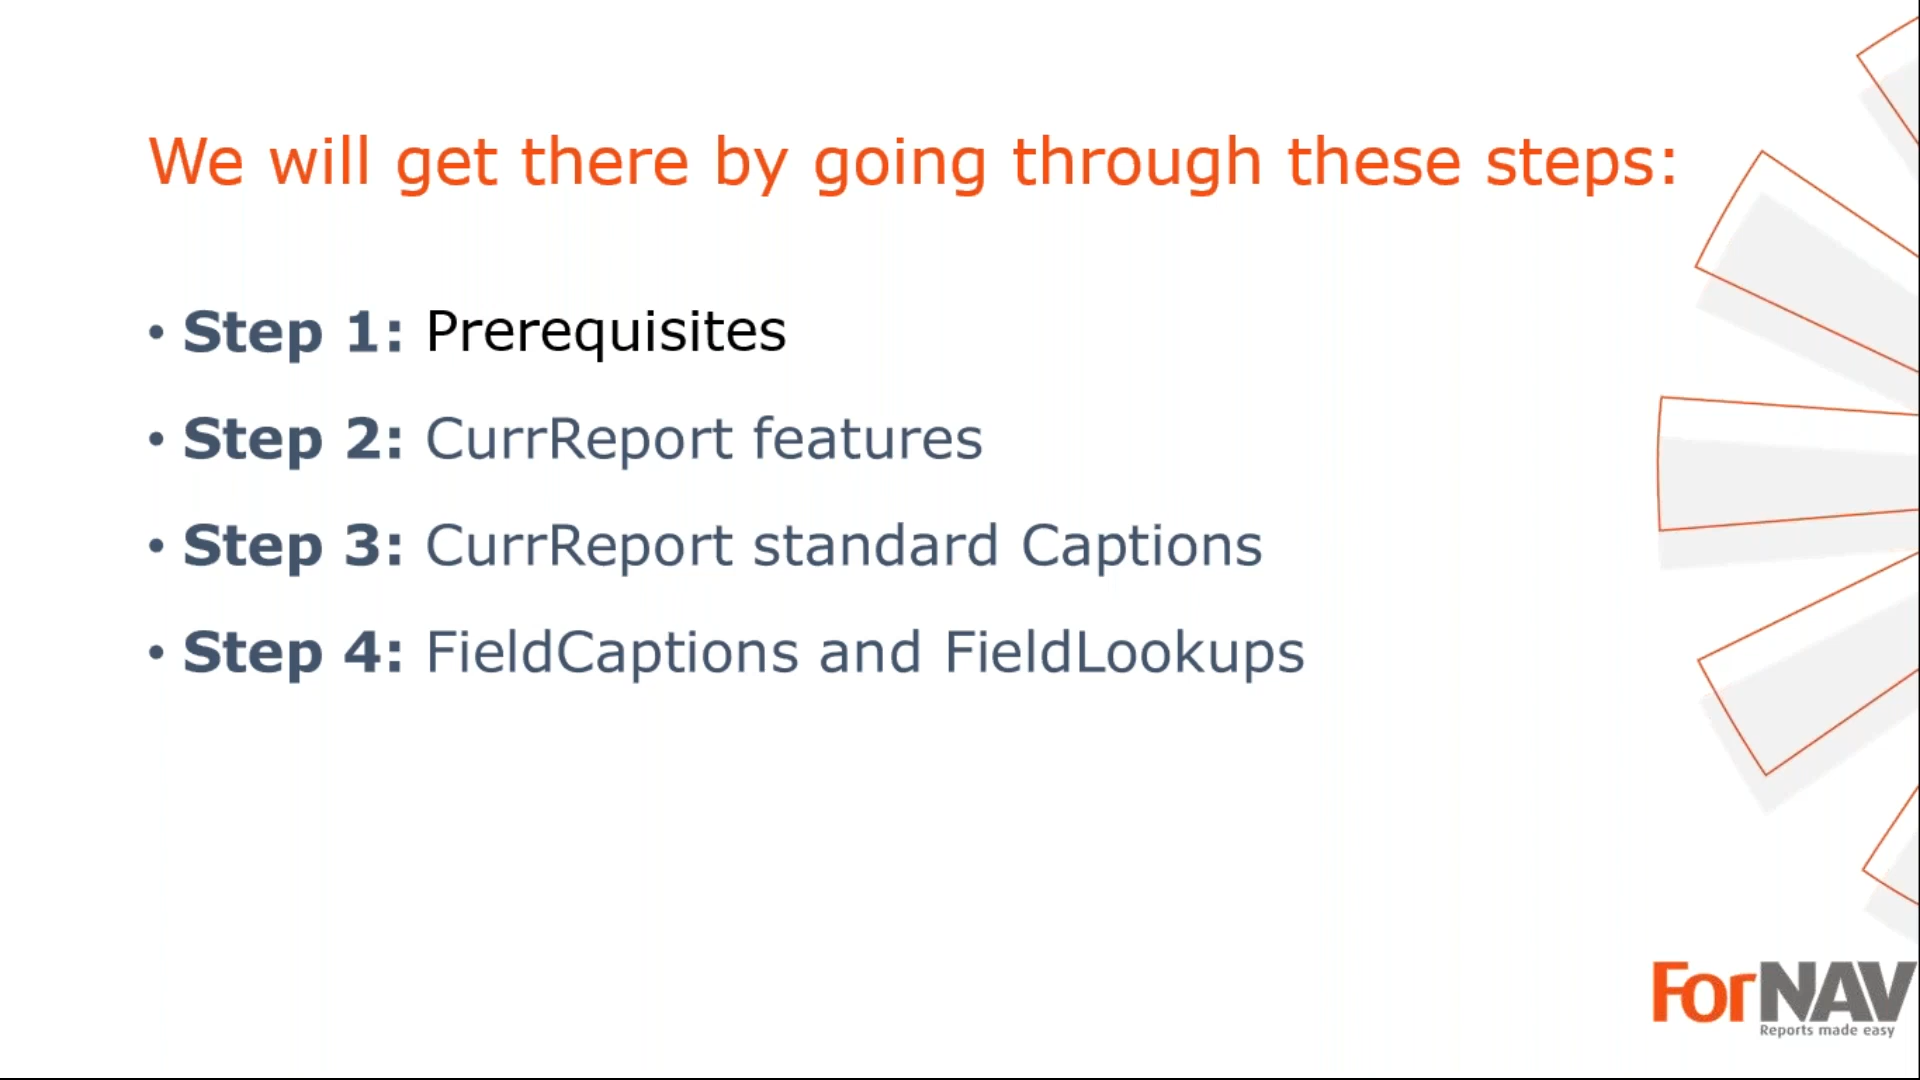 We will get there by going through these steps:
• Step 1: Prerequisites
• Step 2: CurrReport features
• Step 3: CurrReport standard Captions
• Step 4: FieldCaptions and FieldLookups
ForNAV
Reports made easy